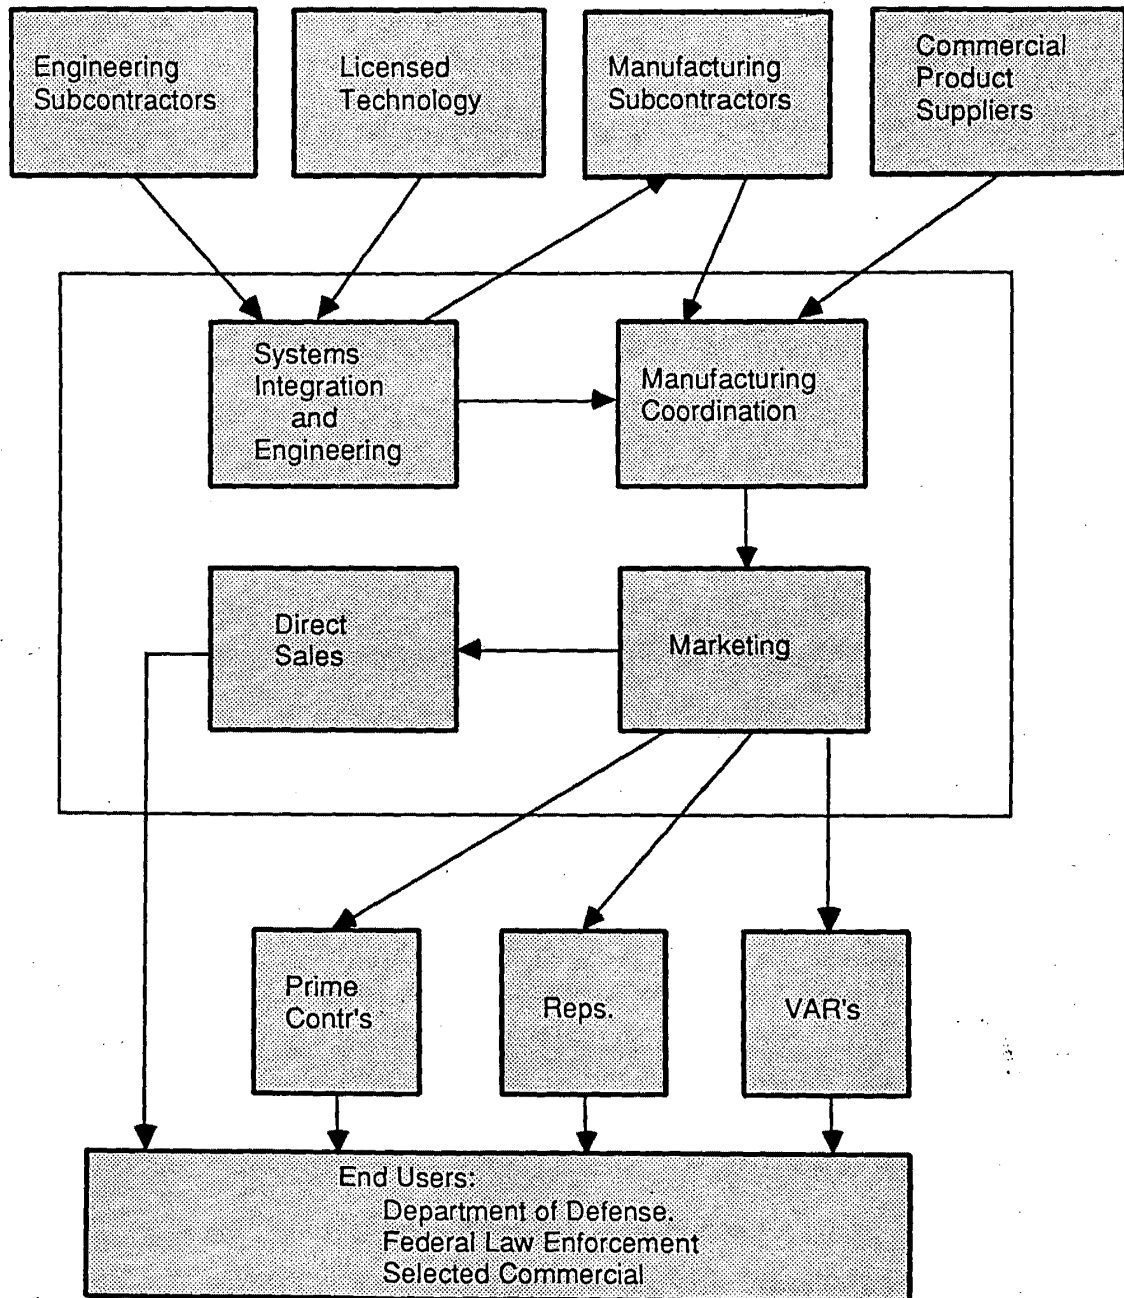 Engineering
Subcontractors
Licensed
Technology
Manufacturing
Subcontractors
Commercial
Product
Suppliers
Systems
Integration
and
Engineering
Manufacturing
Coordination
Direct
Sales
Marketing
Prime
Contr's
Reps.
VAR's
End Users:
Department of Defense.
Federal Law Enforcement
Selected Commercial